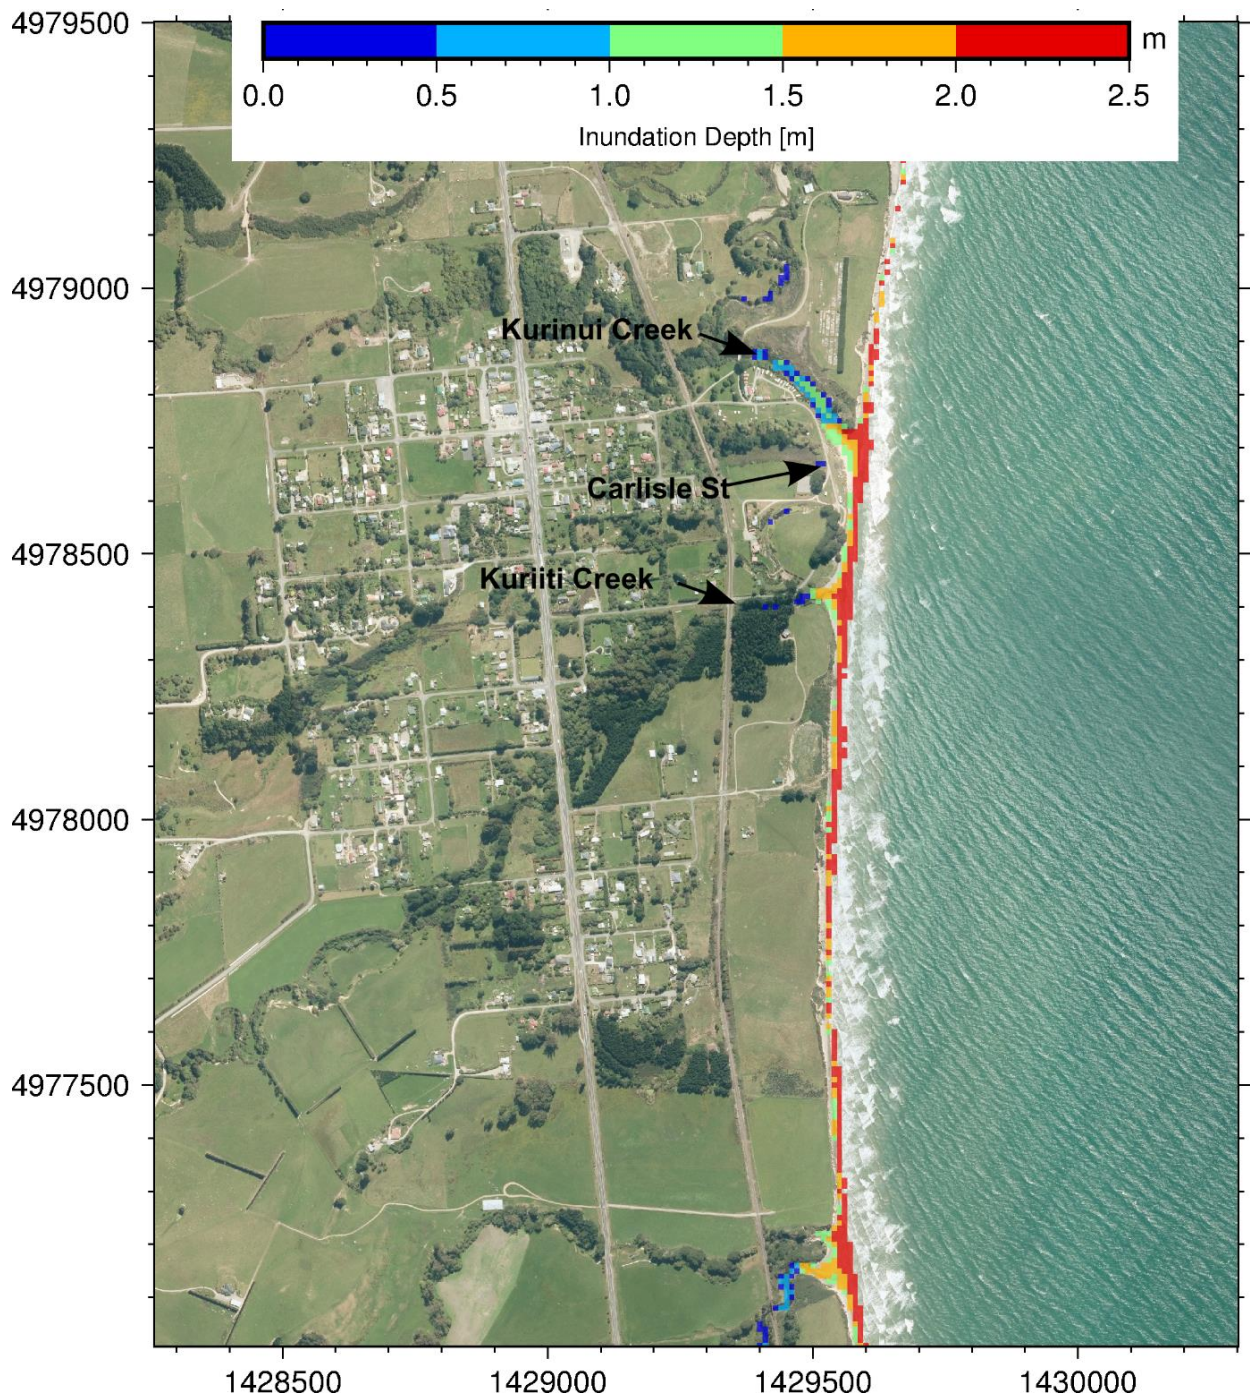 4979500
m
0.0 0.5 1.0 1.5 2.0 2.5
Inundation Depth [m]
4979000
Kurinui Creek
Carlisle St
4978500
Kuriiti Creek
4978000
4977500
1428500 1429000 1429500 1430000